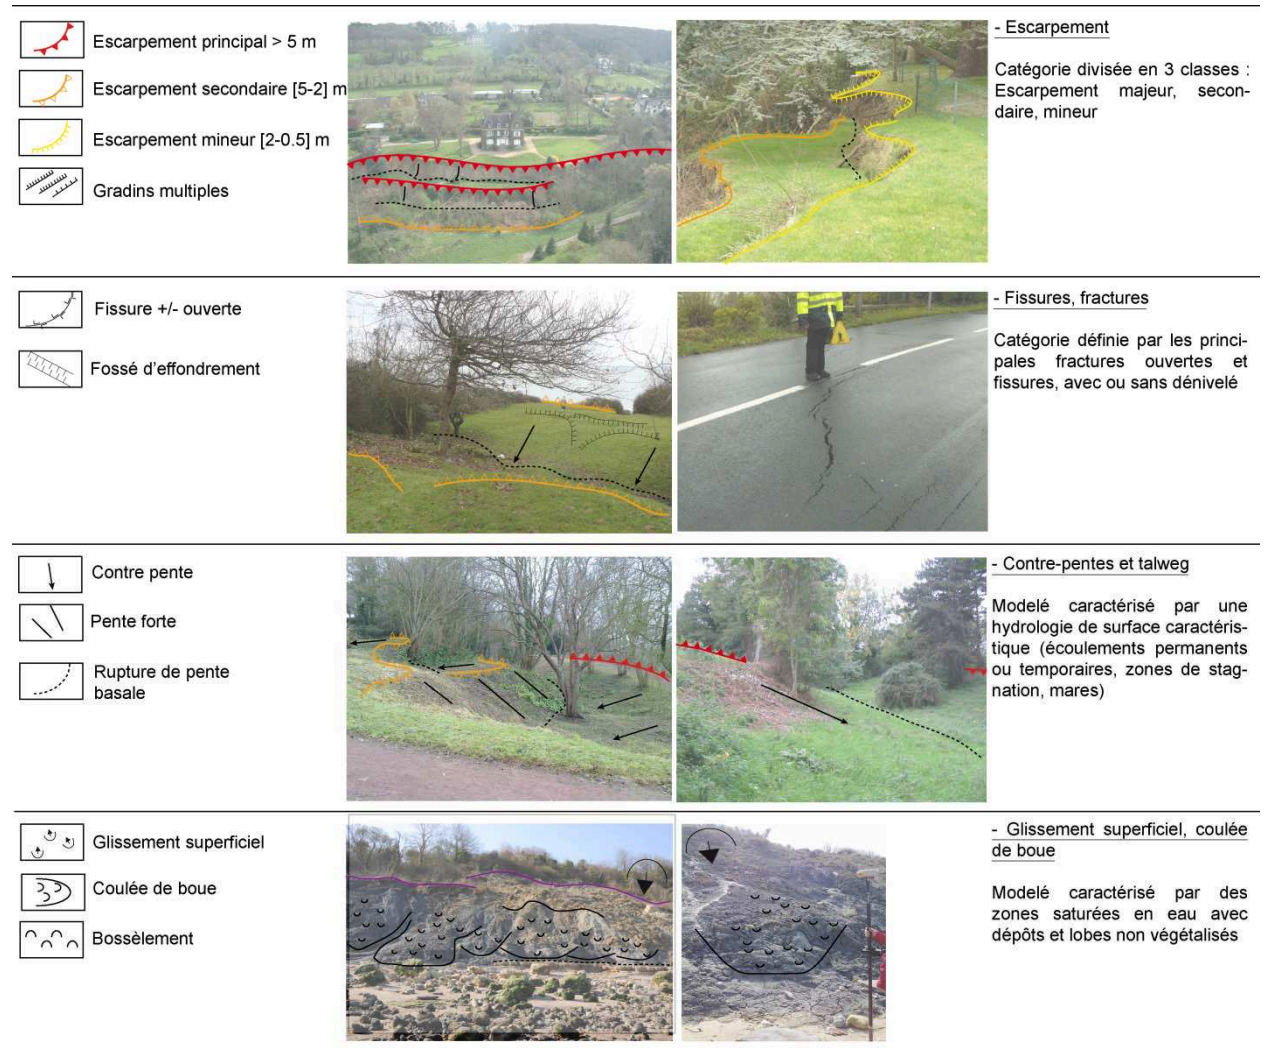 Escarpement principal > 5 m
Escarpement secondaire [5-2] m
Escarpement mineur [2-0.5] m
Gradins multiples
- Escarpement
Catégorie divisée en 3 classes :
Escarpement majeur, secon-
daire, mineur
Fissure +/- ouverte
Fossé d'effondrement
- Fissures, fractures
Catégorie définie par les princi-
pales fractures ouvertes et
fissures, avec ou sans dénivelé
Contre pente
Pente forte
Rupture de pente
basale
- Contre-pentes et talweg
Modelé caractérisé par une
hydrologie de surface caractéris-
tique (écoulements permanents
ou temporaires, zones de stag-
nation, mares)
Glissement superficiel
Coulée de boue
Bossèlement
- Glissement superficiel, coulée
de boue
Modelé caractérisé par des
zones saturées en eau avec
dépôts et lobes non végétalisés